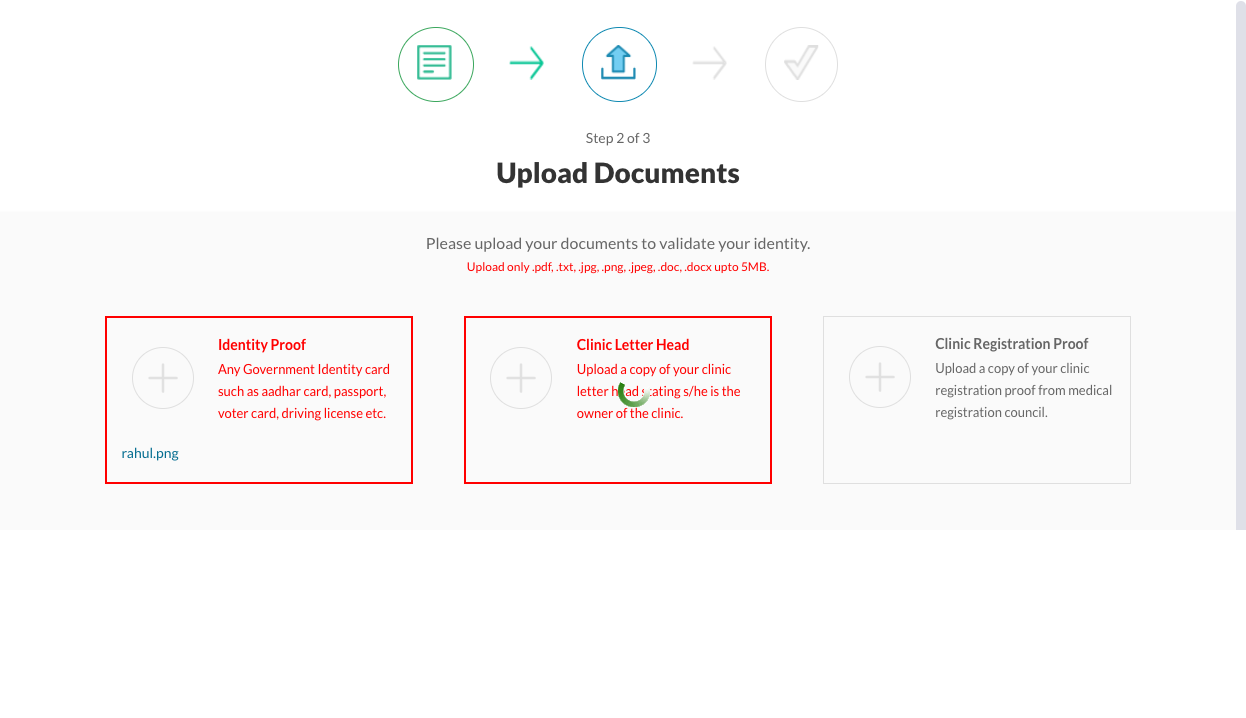 Step 2 of 3
Upload Documents
Please upload your documents to validate your identity.
Upload only .pdf, .txt, .jpg, .png, .jpeg, .doc, .docx upto 5MB.
Identity Proof
Any Government Identity card
such as aadhar card, passport,
voter card, driving license etc.
rahul.png
Clinic Letter Head
Upload a copy of your clinic
letter head stating s/he is the
owner of the clinic.
Clinic Registration Proof
Upload a copy of your clinic
registration proof from medical
registration council.